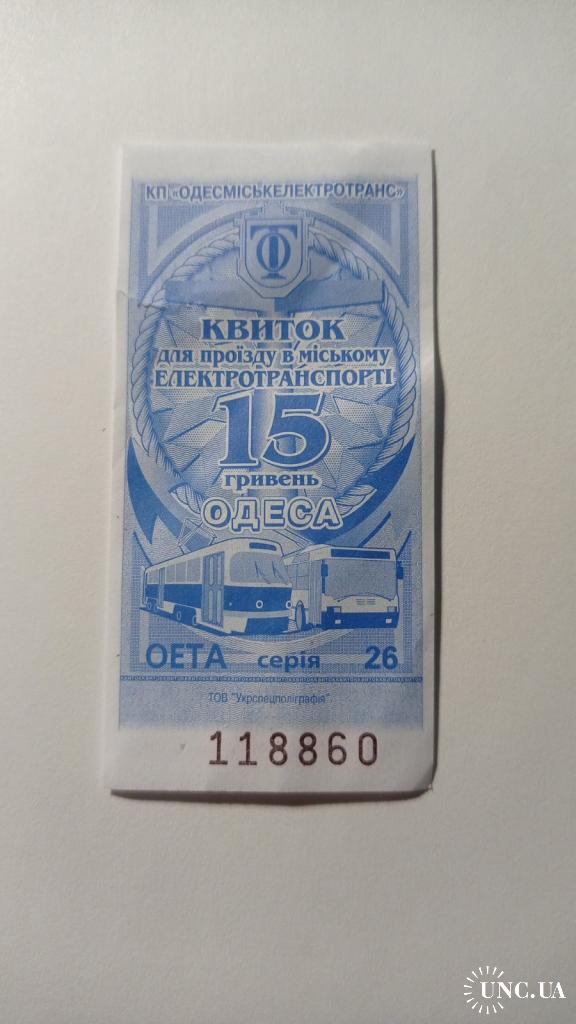 КП «ОДЕСМІСЬКЕЛЕКТРОТРАНС»
КВИТОК
для проїзду в міському
ЕЛЕКТРОТРАНСПОРТІ
15
гривень
ОДЕСА
ОЕТА серія 26
ТОВ "Укрспецполіграфія"
118860
UNC.UA